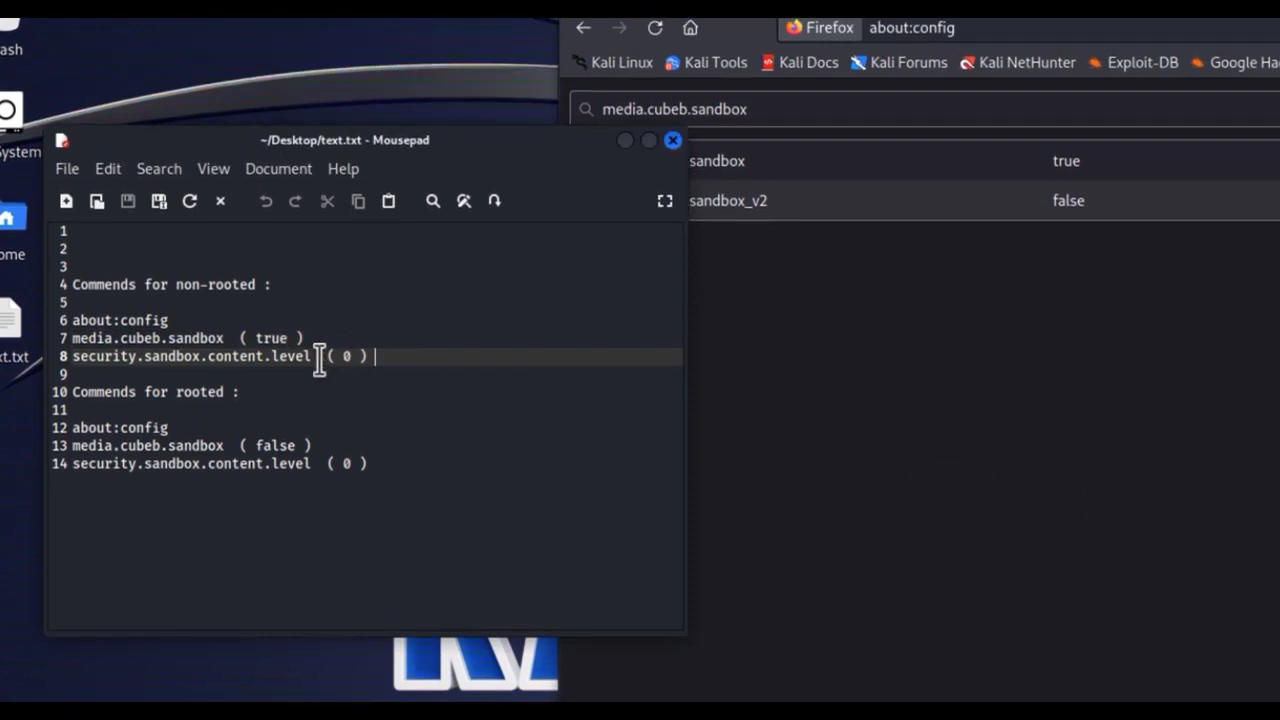 ash
System
ome
xt.txt
Firefox about:config
Kali Linux Kali Tools Kali Docs Kali Forums Kali NetHunter Exploit-DB Google Ha
media.cubeb.sandbox
sandbox true
sandbox_v2 false
~/Desktop/text.txt - Mousepad
File Edit Search View Document Help
1
2
3
4 Commends for non-rooted :
5
6 about:config
7 media.cubeb.sandbox ( true )
8 security.sandbox.content.level ( 0 )
9
10 Commends for rooted :
11
12 about:config
13 media.cubeb.sandbox ( false )
14 security.sandbox.content.level ( 0 )